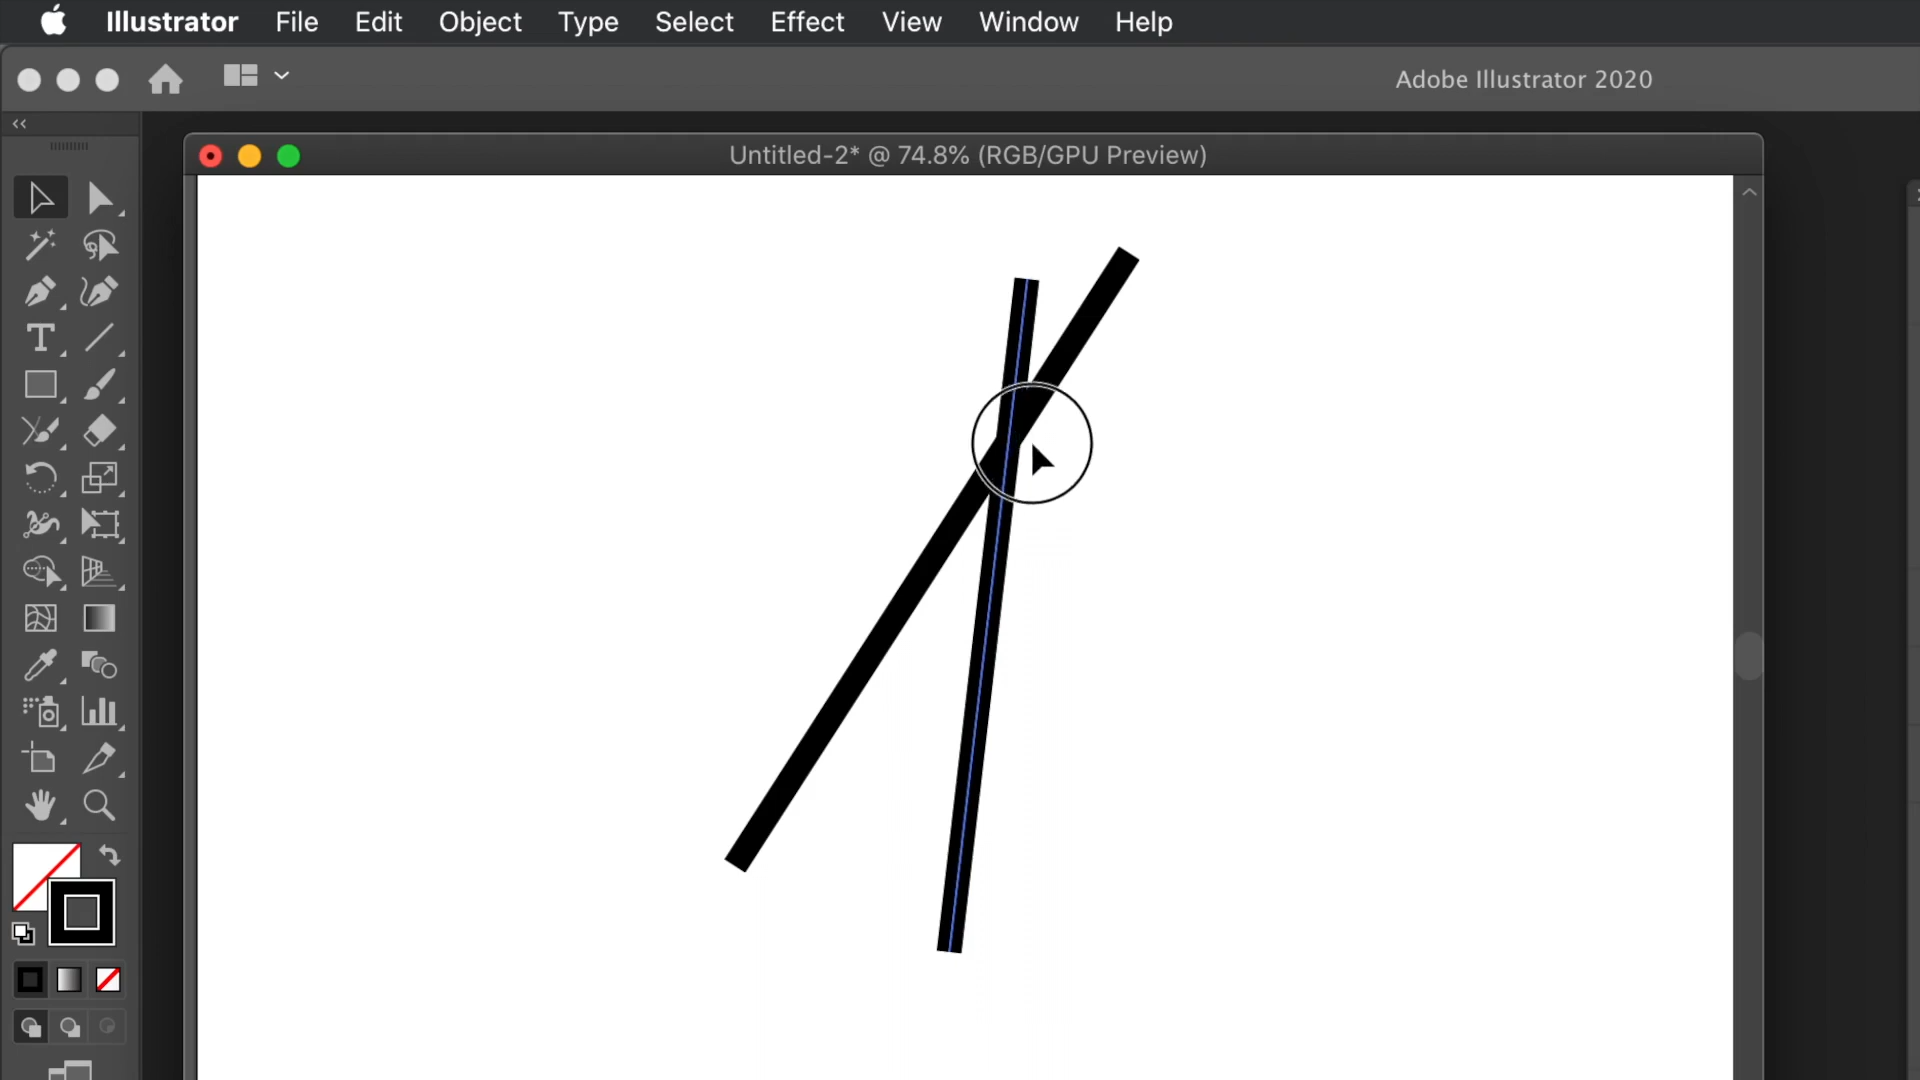 Illustrator File Edit Object Type Select Effect View Window Help
Adobe Illustrator 2020
Untitled-2* @ 74.8% (RGB/GPU Preview)